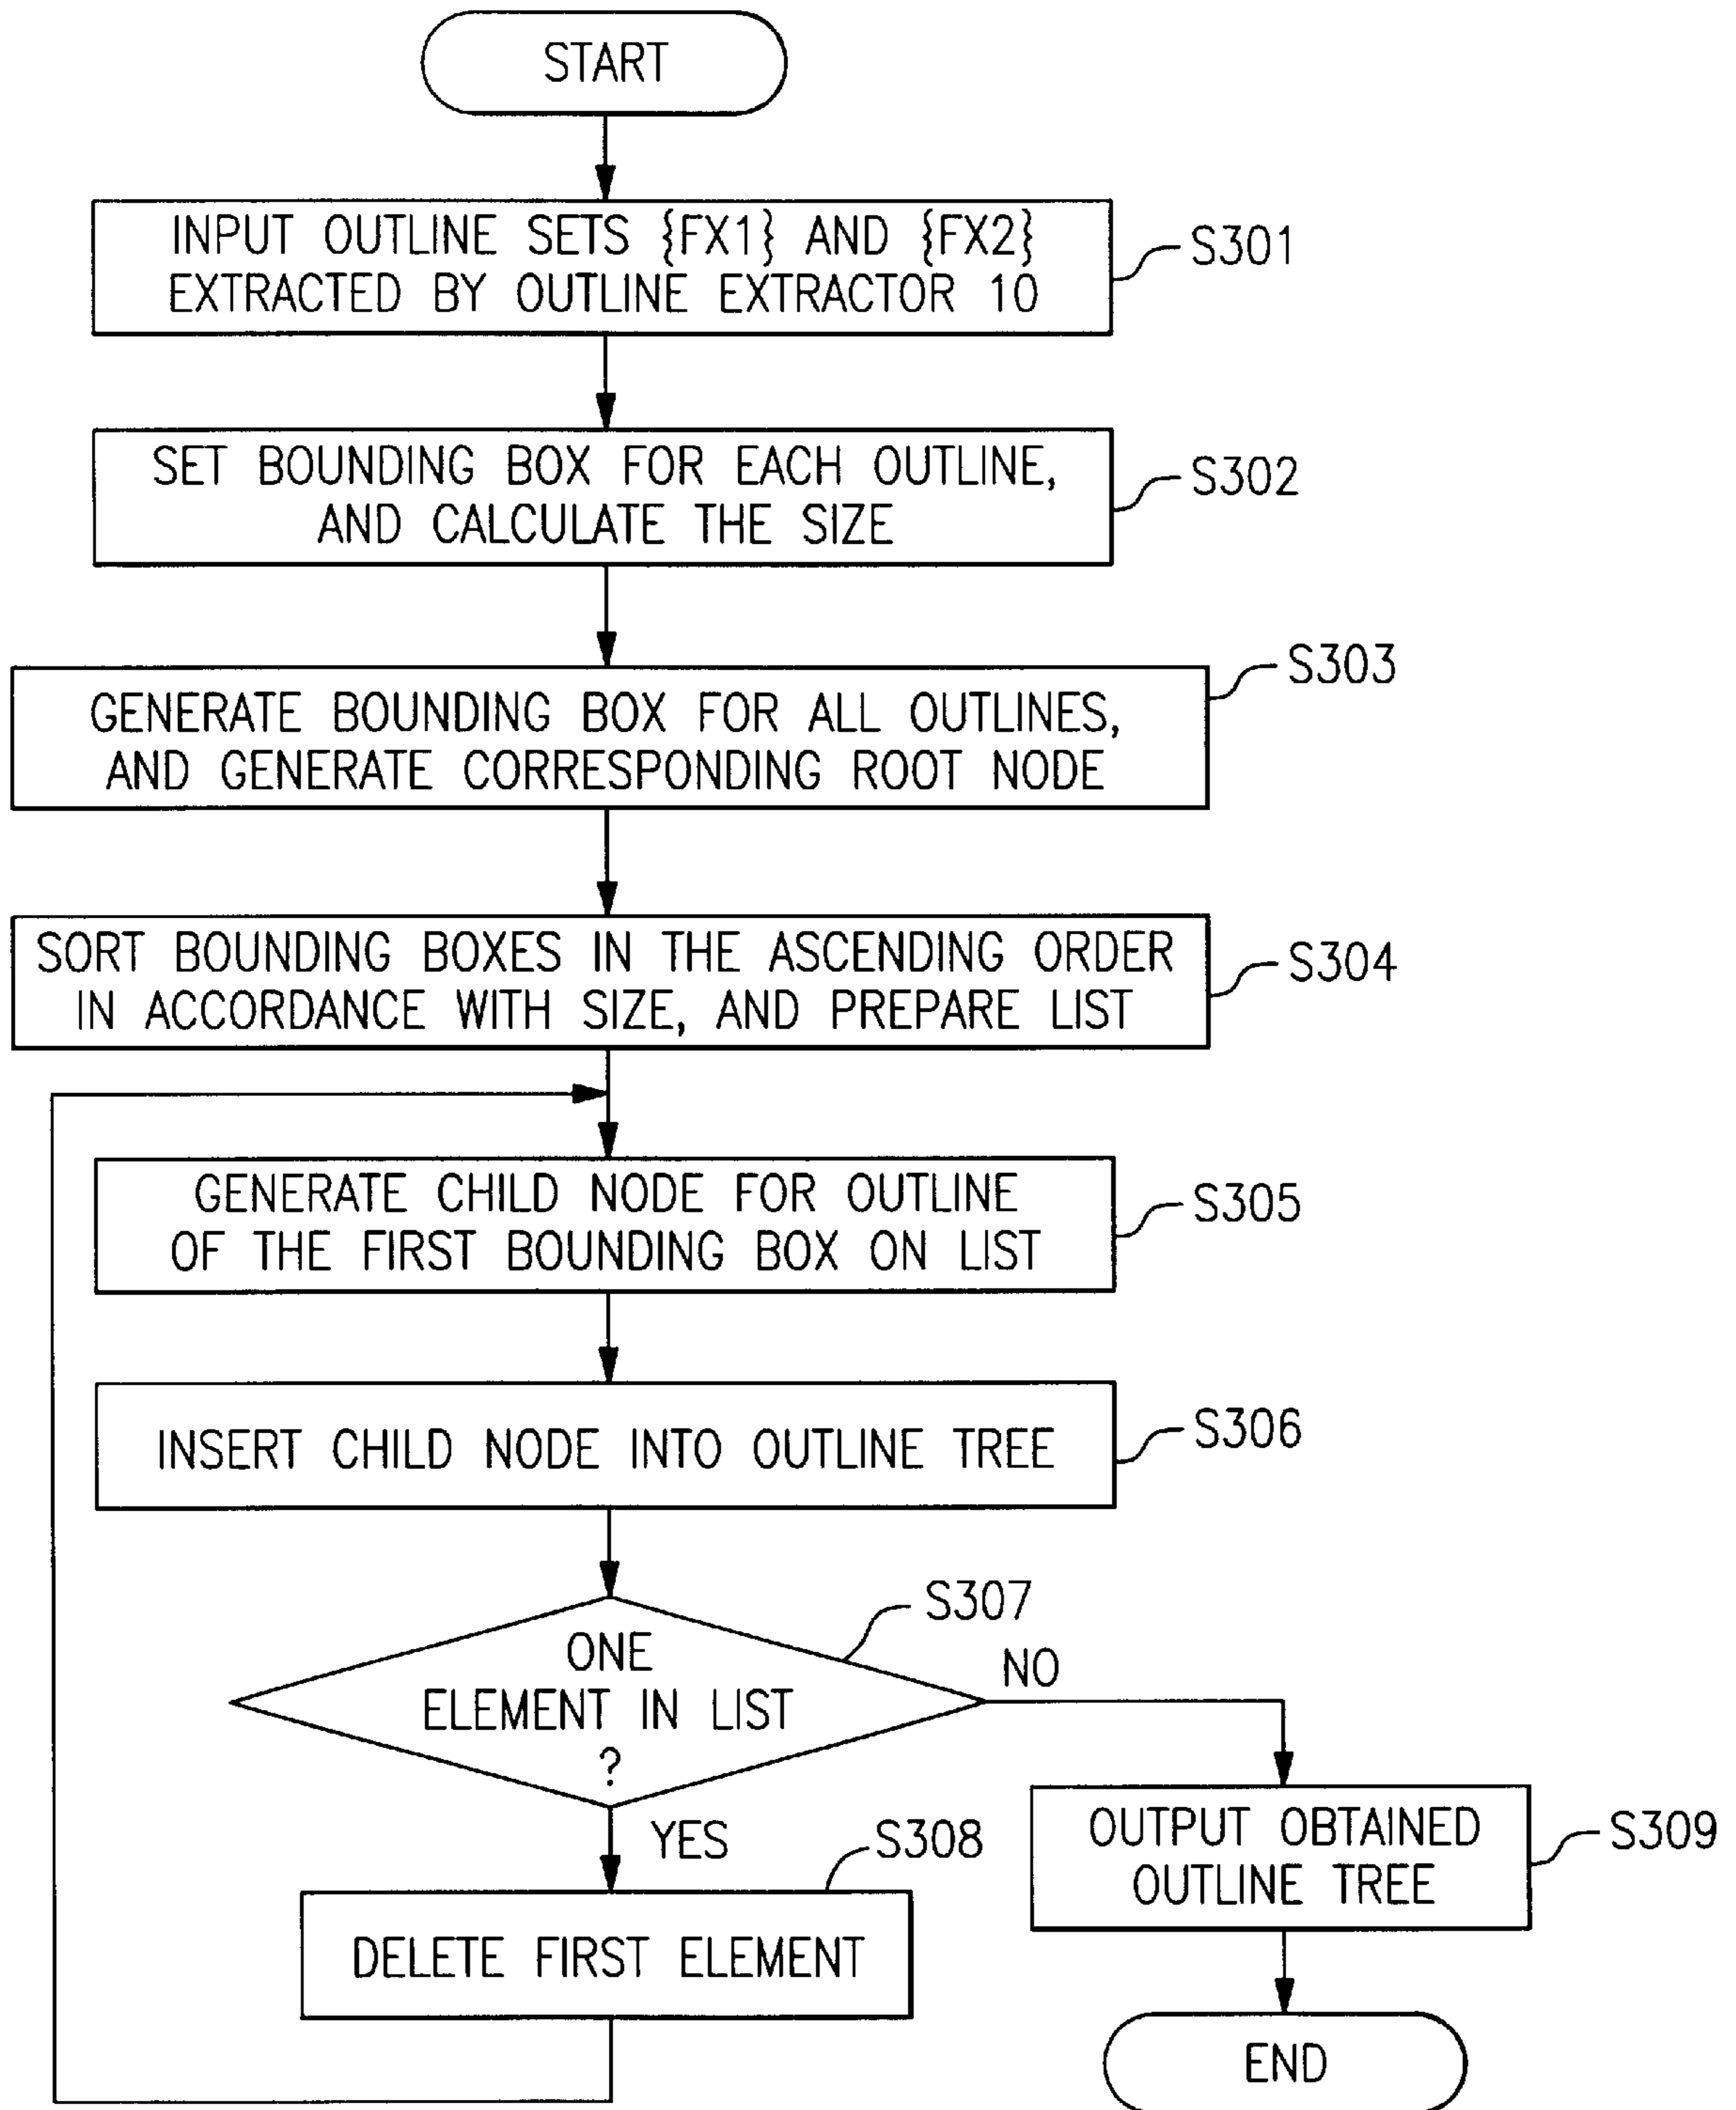 START
INPUT OUTLINE SETS {FX1} AND {FX2}
EXTRACTED BY OUTLINE EXTRACTOR 10
S301
SET BOUNDING BOX FOR EACH OUTLINE,
AND CALCULATE THE SIZE
S302
GENERATE BOUNDING BOX FOR ALL OUTLINES,
AND GENERATE CORRESPONDING ROOT NODE
S303
SORT BOUNDING BOXES IN THE ASCENDING ORDER
IN ACCORDANCE WITH SIZE, AND PREPARE LIST
S304
GENERATE CHILD NODE FOR OUTLINE
OF THE FIRST BOUNDING BOX ON LIST
S305
INSERT CHILD NODE INTO OUTLINE TREE
S306
ONE
ELEMENT IN LIST
?
S307
NO
YES
DELETE FIRST ELEMENT
S308
OUTPUT OBTAINED
OUTLINE TREE
S309
END